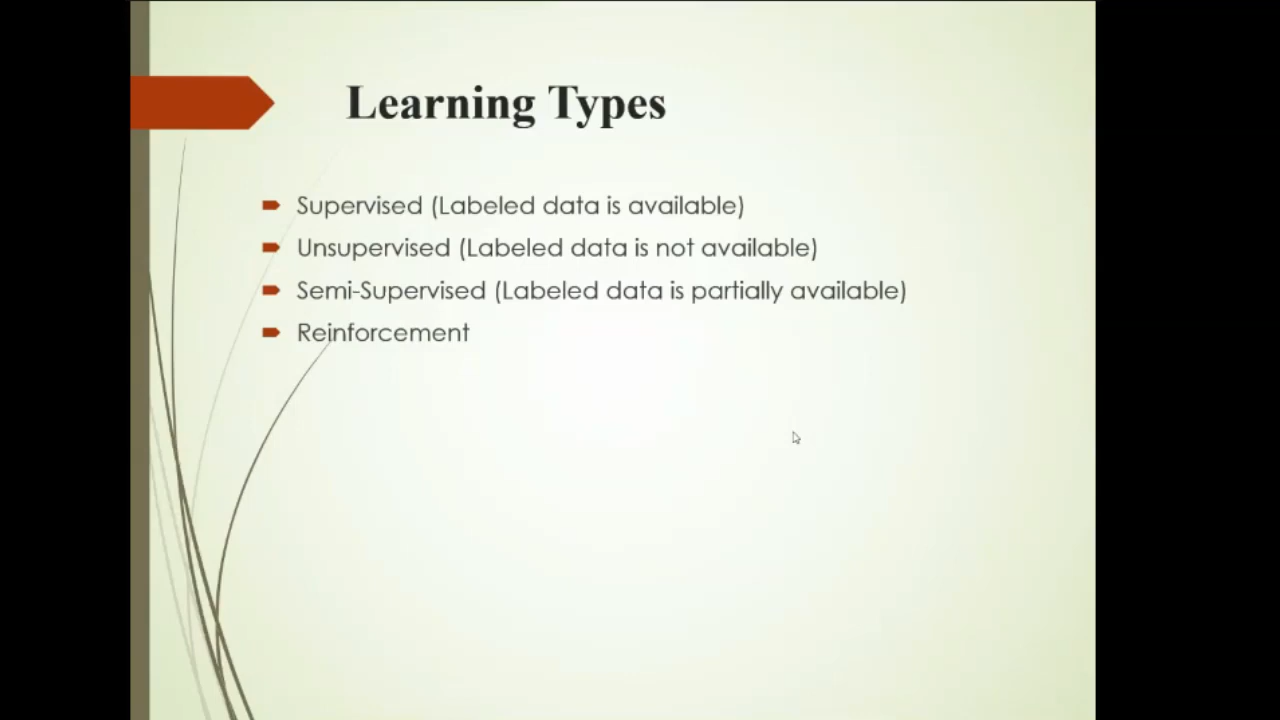 Learning Types
Supervised (Labeled data is available)
Unsupervised (Labeled data is not available)
Semi-Supervised (Labeled data is partially available)
Reinforcement